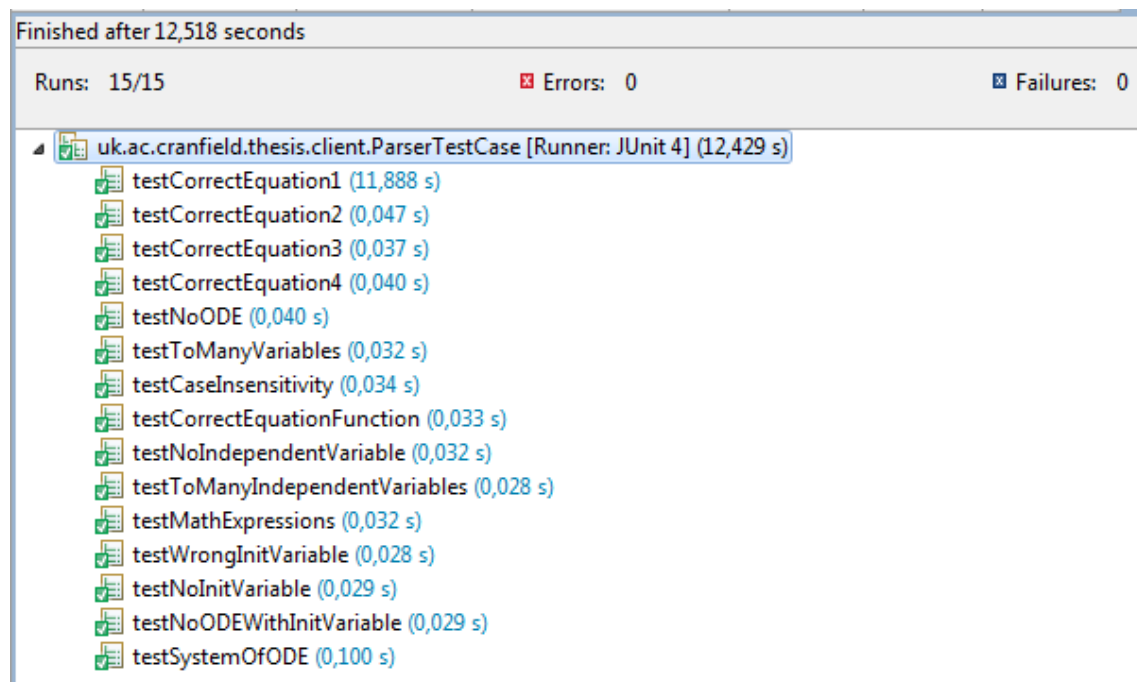 Finished after 12,518 seconds
Runs: 15/15 Errors: 0 Failures: 0
uk.ac.cranfield.thesis.client.ParserTestCase [Runner: JUnit 4] (12,429 s)
testCorrectEquation1 (11,888 s)
testCorrectEquation2 (0,047 s)
testCorrectEquation3 (0,037 s)
testCorrectEquation4 (0,040 s)
testNoODE (0,040 s)
testToManyVariables (0,032 s)
testCaseInsensitivity (0,034 s)
testCorrectEquationFunction (0,033 s)
testNoIndependentVariable (0,032 s)
testToManyIndependentVariables (0,028 s)
testMathExpressions (0,032 s)
testWrongInitVariable (0,028 s)
testNoInitVariable (0,029 s)
testNoODEWithInitVariable (0,029 s)
testSystemOfODE (0,100 s)